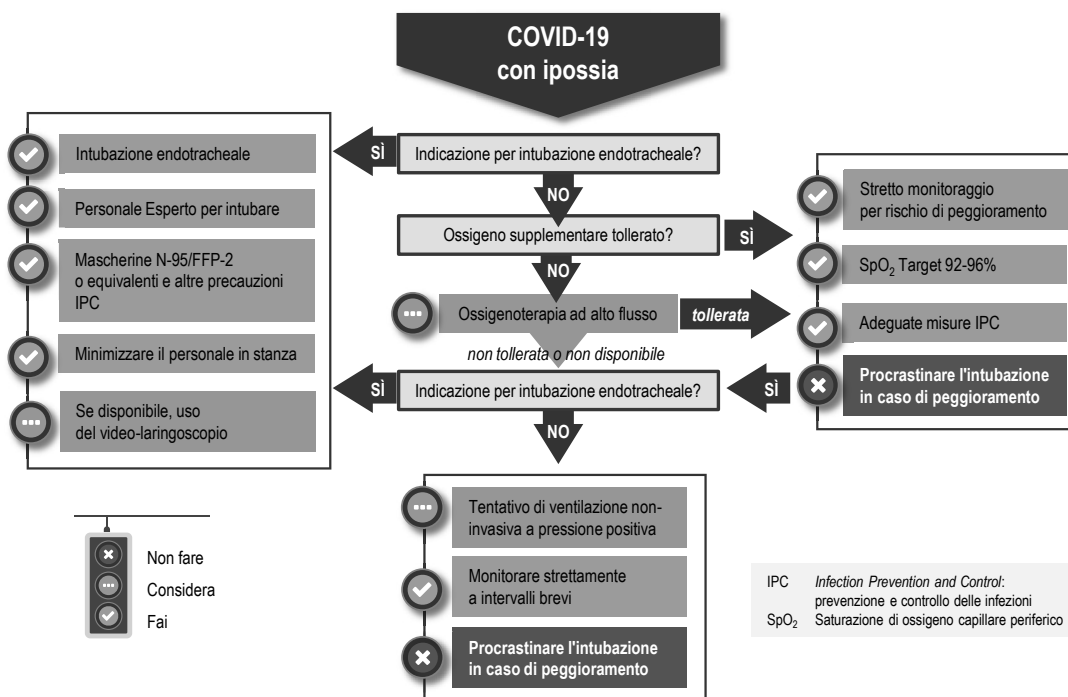 COVID-19
con ipossia
Indicazione per intubazione endotracheale?
SÌ
NO
Intubazione endotracheale
Personale Esperto per intubare
Mascherine N-95/FFP-2
o equivalenti e altre precauzioni
IPC
Minimizzare il personale in stanza
Se disponibile, uso
del video-laringoscopio
Ossigeno supplementare tollerato?
SÌ
NO
Stretto monitoraggio
per rischio di peggioramento
SpO₂ Target 92-96%
Adeguate misure IPC
Procrastinare l'intubazione
in caso di peggioramento
Ossigenoterapia ad alto flusso
tollerata
non tollerata o non disponibile
SÌ
Indicazione per intubazione endotracheale?
SÌ
NO
Tentativo di ventilazione non-
invasiva a pressione positiva
Monitorare strettamente
a intervalli brevi
Procrastinare l'intubazione
in caso di peggioramento
Non fare
Considera
Fai
IPC Infection Prevention and Control:
prevenzione e controllo delle infezioni
SpO₂ Saturazione di ossigeno capillare periferico